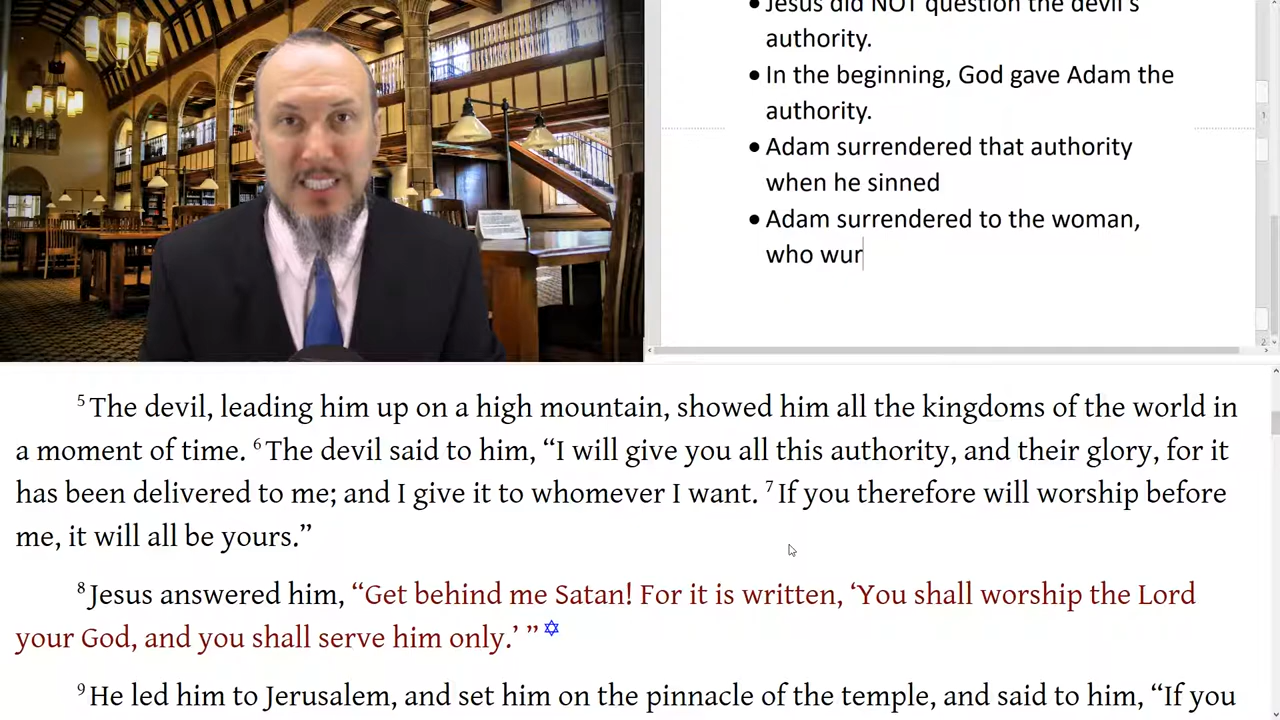 • Jesus did NOT question the devil's
authority.
• In the beginning, God gave Adam the
authority.
• Adam surrendered that authority
when he sinned
• Adam surrendered to the woman,
who wur
5 The devil, leading him up on a high mountain, showed him all the kingdoms of the world in
a moment of time. 6 The devil said to him, “I will give you all this authority, and their glory, for it
has been delivered to me; and I give it to whomever I want. 7 If you therefore will worship before
me, it will all be yours.”
8 Jesus answered him, “Get behind me Satan! For it is written, ‘You shall worship the Lord
your God, and you shall serve him only.’ ” ✡
9 He led him to Jerusalem, and set him on the pinnacle of the temple, and said to him, “If you